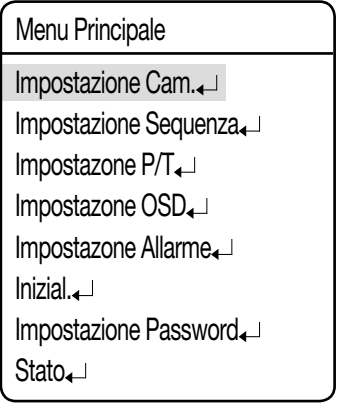 Menu Principale
Impostazione Cam.↵
Impostazione Sequenza↵
Impostazone P/T↵
Impostazone OSD↵
Impostazone Allarme↵
Inizial.↵
Impostazione Password↵
Stato↵